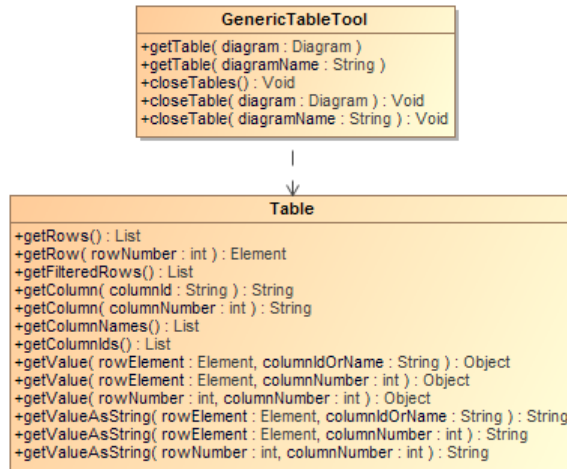 GenericTableTool
+getTable( diagram : Diagram )
+getTable( diagramName : String )
+closeTables() : Void
+closeTable( diagram : Diagram ) : Void
+closeTable( diagramName : String ) : Void
Table
+getRows() : List
+getRow( rowNumber : int ) : Element
+getFilteredRows() : List
+getColumn( columnId : String ) : String
+getColumn( columnNumber : int ) : String
+getColumnNames() : List
+getColumnIds() : List
+getValue( rowElement : Element, columnIdOrName : String ) : Object
+getValue( rowElement : Element, columnNumber : int ) : Object
+getValue( rowNumber : int, columnNumber : int ) : Object
+getValueAsString( rowElement : Element, columnIdOrName : String ) : String
+getValueAsString( rowElement : Element, columnNumber : int ) : String
+getValueAsString( rowNumber : int, columnNumber : int ) : String